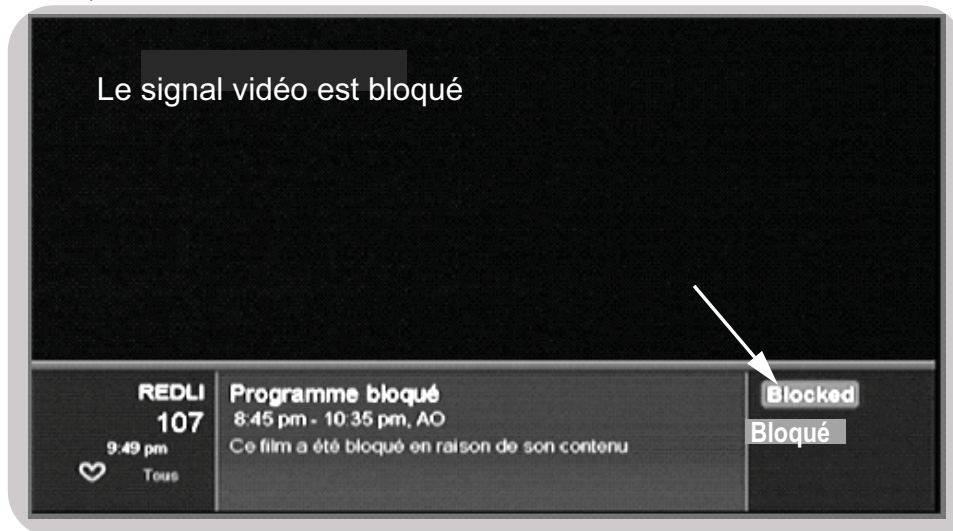 Le signal vidéo est bloqué
REDLI
107
9:49 pm
Tous
Programme bloqué
8:45 pm - 10:35 pm, AO
Ce film a été bloqué en raison de son contenu
Blocked
Bloqué